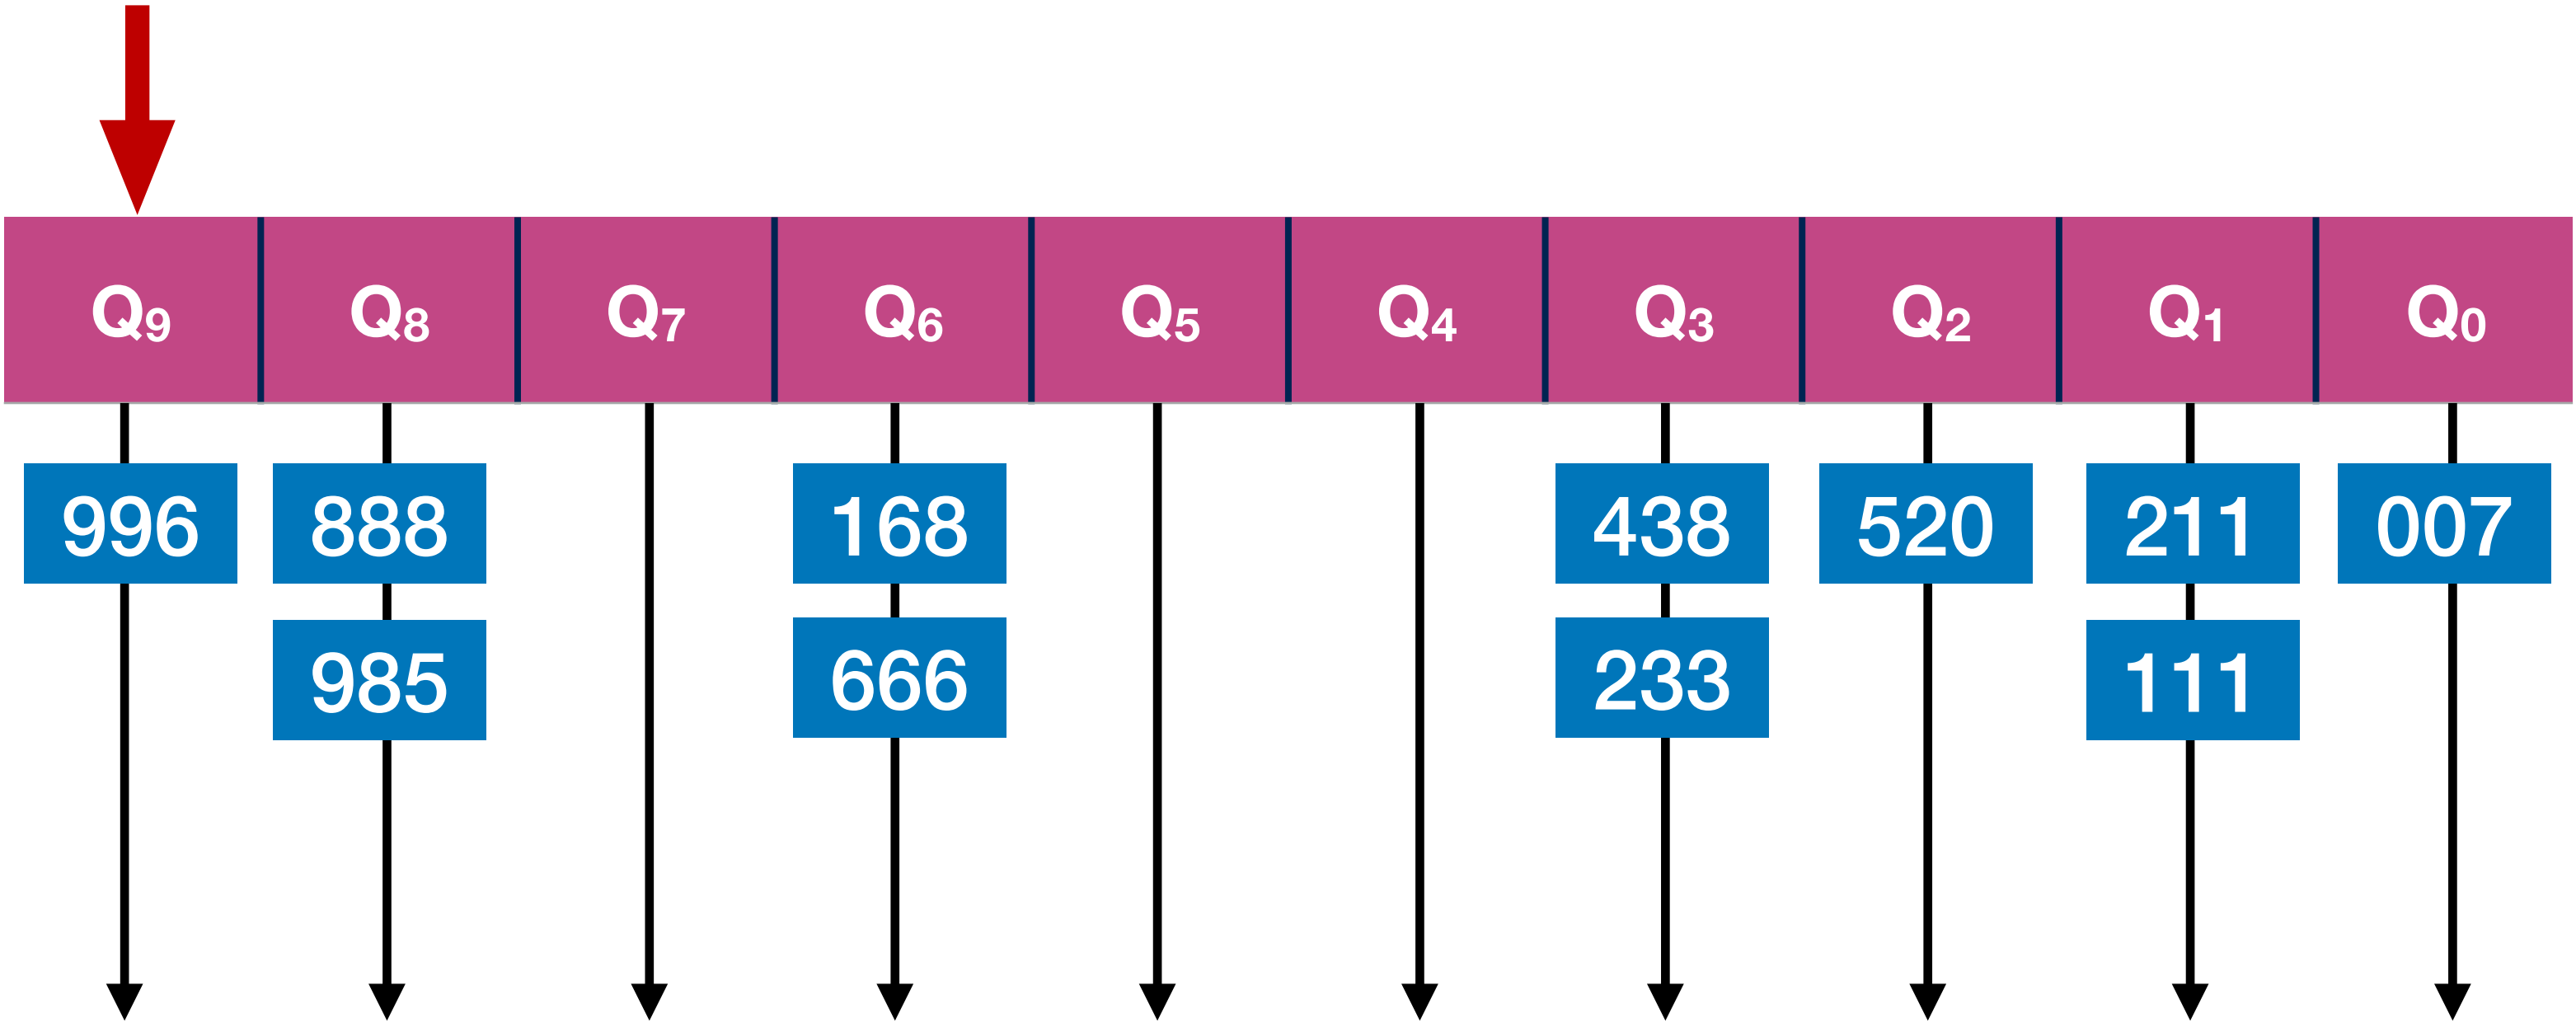 Q₉ Q₈ Q₇ Q₆ Q₅ Q₄ Q₃ Q₂ Q₁ Q₀
996 888 168 438 520 211 007
985 666 233 111